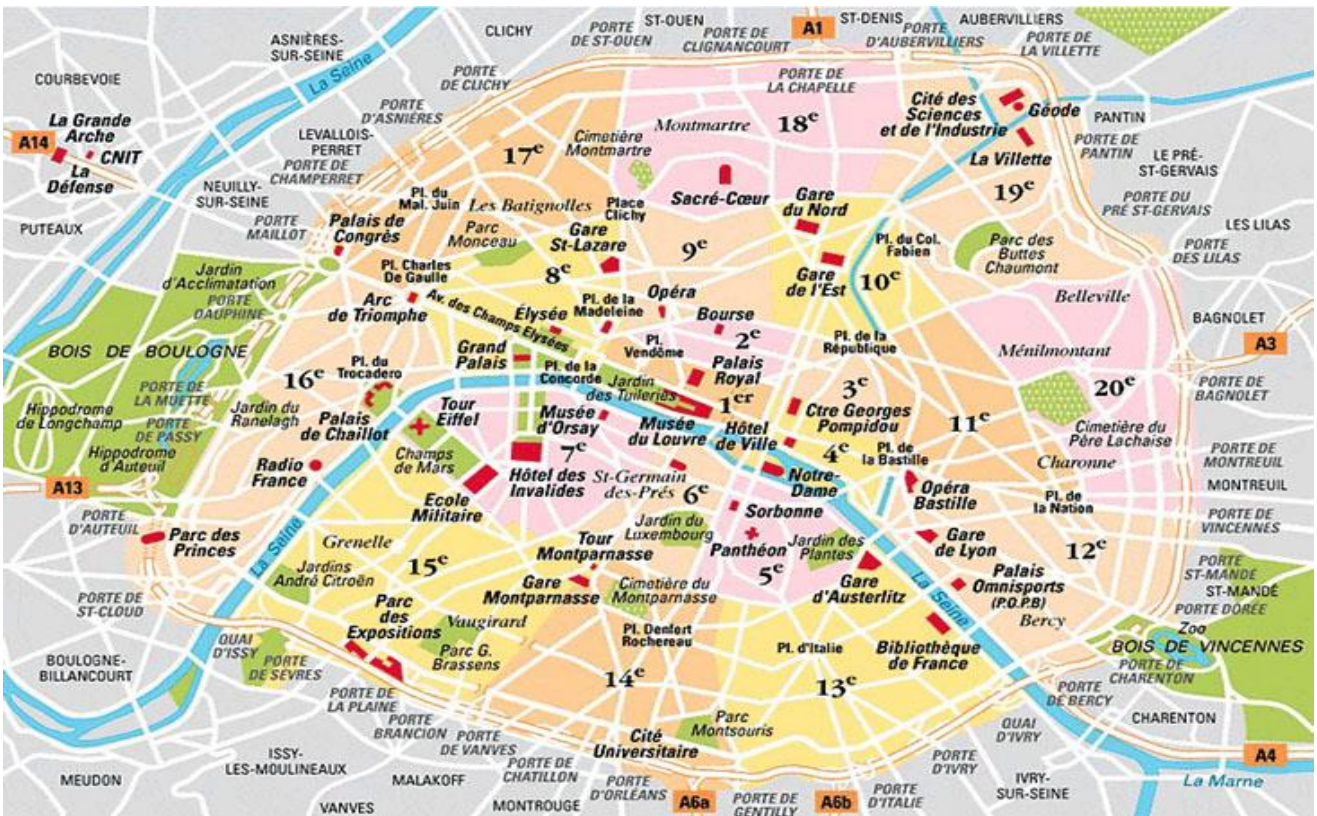 ST-OUEN
A1
ST-DENIS
AUBERVILLIERS
CLICHY
PORTE
DE ST-OUEN
PORTE DE
CLIGNANCOURT
PORTE
D'AUBERVILLIERS
PORTE DE
LA VILLETTE
ASNIÈRES-
SUR-SEINE
La Seine
COURBEVOIE
PORTE
DE CLICHY
PORTE DE
LA CHAPELLE
PORTE
D'ASNIÈRES
La Grande
Arche
A14
CNIT
La
Défense
LEVALLOIS-
PERRET
PORTE DE
CHAMPERRET
NEUILLY-
SUR-SEINE
PUTEAUX
PORTE
MAILLOT
17e
Cimetière
Montmartre
Montmartre
18e
Cité des
Sciences
et de l'Industrie
Géode
PANTIN
PORTE DE
PANTIN
La Villette
LE PRÉ-
ST-GERVAIS
19e
PORTE DU
PRÉ ST-GERVAIS
LES LILAS
PORTE
DES LILAS
Pl. du
Mal. Juin
Les Batignolles
Place
Clichy
Sacré-Cœur
Gare
du Nord
Palais de
Congrès
Parc
Monceau
Gare
St-Lazare
9e
Pl. du Col.
Fabien
Parc des
Buttes
Chaumont
Jardin
d'Acclimatation
Pl. Charles
De Gaulle
8e
Gare
de l'Est
10e
PORTE
DAUPHINE
Arc
de Triomphe
Av. des Champs Elysées
Élysée
Pl. de la
Madeleine
Opéra
Bourse
Belleville
BAGNOLET
A3
BOIS DE BOULOGNE
Grand
Palais
Pl.
Vendôme
2e
Pl. de la
République
Ménilmontant
Pl. du
Trocadero
16e
Pl. de la
Concorde
Palais
Royal
3e
20e
PORTE DE
LA MUETTE
Jardin
des Tuileries
1er
PORTE DE
BAGNOLET
Hippodrome
de Longchamp
Jardin du
Ranelagh
Palais
de Chaillot
Tour
Eiffel
Musée
d'Orsay
Musée
du Louvre
Hôtel
de Ville
Ctre Georges
Pompidou
11e
PORTE
DE PASSY
Cimetière du
Père Lachaise
Hippodrome
d'Auteuil
Radio
France
Champs
de Mars
7e
4e
Pl. de
la Bastille
Charonne
PORTE DE
MONTREUIL
A13
Hôtel des
Invalides
St-Germain
des-Prés
6e
Notre-
Dame
Opéra
Bastille
Pl. de
la Nation
MONTREUIL
Ecole
Militaire
Sorbonne
PORTE
D'AUTEUIL
Parc des
Princes
La Seine
Jardin du
Luxembourg
Panthéon
Jardin des
Plantes
Gare
de Lyon
12e
PORTE DE
VINCENNES
Grenelle
Tour
Montparnasse
5e
La Seine
15e
Jardins
André Citroën
Gare
Montparnasse
Cimetière du
Montparnasse
Gare
d'Austerlitz
Palais
Omnisports
(P.O.P.B)
PORTE
ST-MANDÉ
ST-MANDÉ
PORTE DE
ST-CLOUD
Parc
des
Expositions
Vaugirard
Bercy
PORTE DORÉE
Zoo
Pl. Denfert
Rochereau
Pl. d'Italie
Bibliothèque
de France
BOIS DE VINCENNES
QUAI
D'ISSY
Parc G.
Brassens
PORTE DE
CHARENTON
BOULOGNE-
BILLANCOURT
PORTE
DE SÈVRES
14e
13e
PORTE
DE BERCY
PORTE DE
LA PLAINE
CHARENTON
PORTE
BRANCION
Parc
Montsouris
QUAI
D'IVRY
Cité
Universitaire
PORTE
DE VANVES
A4
ISSY-
LES-MOULINEAUX
PORTE DE
CHATILLON
PORTE
D'IVRY
MEUDON
MALAKOFF
PORTE
D'ORLÉANS
IVRY-
SUR-SEINE
La Marne
VANVES
MONTROUGE
A6a
PORTE DE
GENTILLY
A6b
PORTE
D'ITALIE